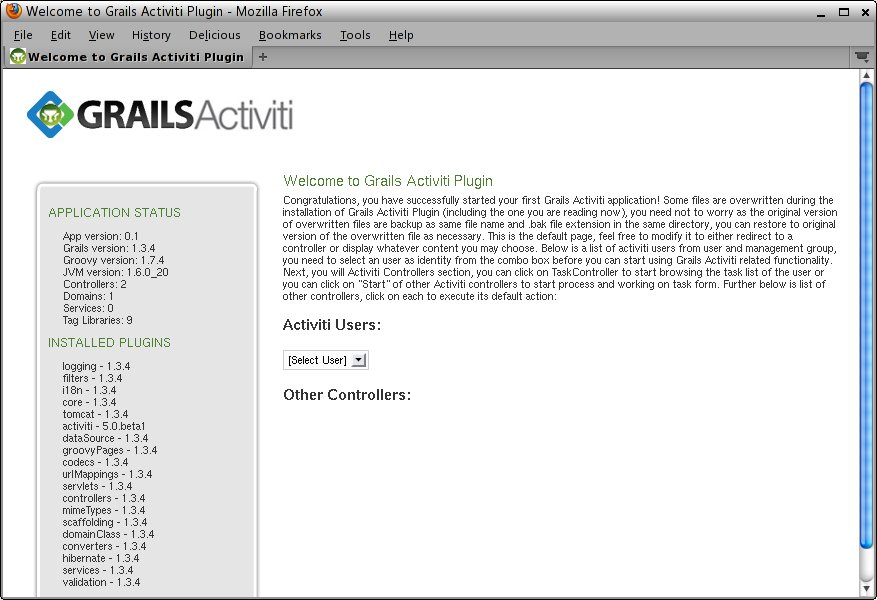 Welcome to Grails Activiti Plugin - Mozilla Firefox
File Edit View History Delicious Bookmarks Tools Help
Welcome to Grails Activiti Plugin
GRAILSActiviti
APPLICATION STATUS
App version: 0.1
Grails version: 1.3.4
Groovy version: 1.7.4
JVM version: 1.6.0_20
Controllers: 2
Domains: 1
Services: 0
Tag Libraries: 9
INSTALLED PLUGINS
logging - 1.3.4
filters - 1.3.4
i18n - 1.3.4
core - 1.3.4
tomcat - 1.3.4
activiti - 5.0.beta1
dataSource - 1.3.4
groovyPages - 1.3.4
codecs - 1.3.4
urlMappings - 1.3.4
servlets - 1.3.4
controllers - 1.3.4
mimeTypes - 1.3.4
scaffolding - 1.3.4
domainClass - 1.3.4
converters - 1.3.4
hibernate - 1.3.4
services - 1.3.4
validation - 1.3.4
Welcome to Grails Activiti Plugin
Congratulations, you have successfully started your first Grails Activiti application! Some files are overwritten during the
installation of Grails Activiti Plugin (including the one you are reading now), you need not to worry as the original version
of overwritten files are backup as same file name and .bak file extension in the same directory, you can restore to original
version of the overwritten file as necessary. This is the default page, feel free to modify it to either redirect to a
controller or display whatever content you may choose. Below is a list of activiti users from user and management group,
you need to select an user as identity from the combo box before you can start using Grails Activiti related functionality.
Next, you will Activiti Controllers section, you can click on TaskController to start browsing the task list of the user or
you can click on "Start" of other Activiti controllers to start process and working on task form. Further below is list of
other controllers, click on each to execute its default action:
Activiti Users:
[Select User]
Other Controllers: